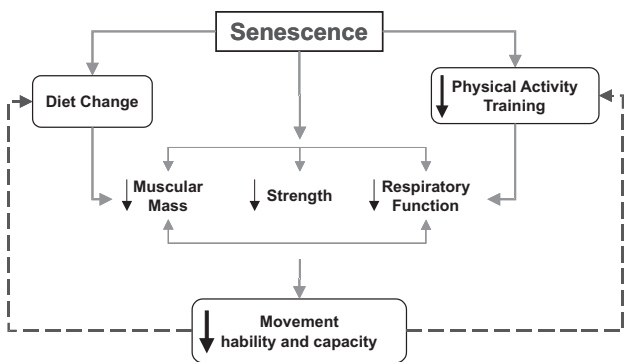 Senescence
Diet Change
Physical Activity
Training
Muscular
Mass
Strength
Respiratory
Function
Movement
hability and capacity